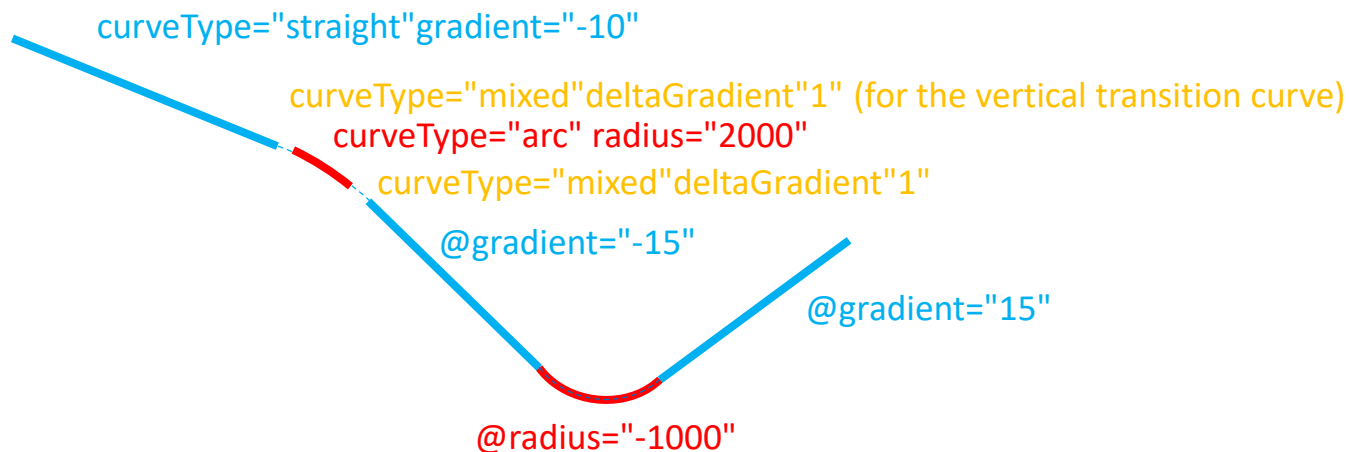 curveType="straight"gradient="-10"
curveType="mixed"deltaGradient"1" (for the vertical transition curve)
curveType="arc" radius="2000"
curveType="mixed"deltaGradient"1"
@gradient="-15"
@gradient="15"
@radius="-1000"